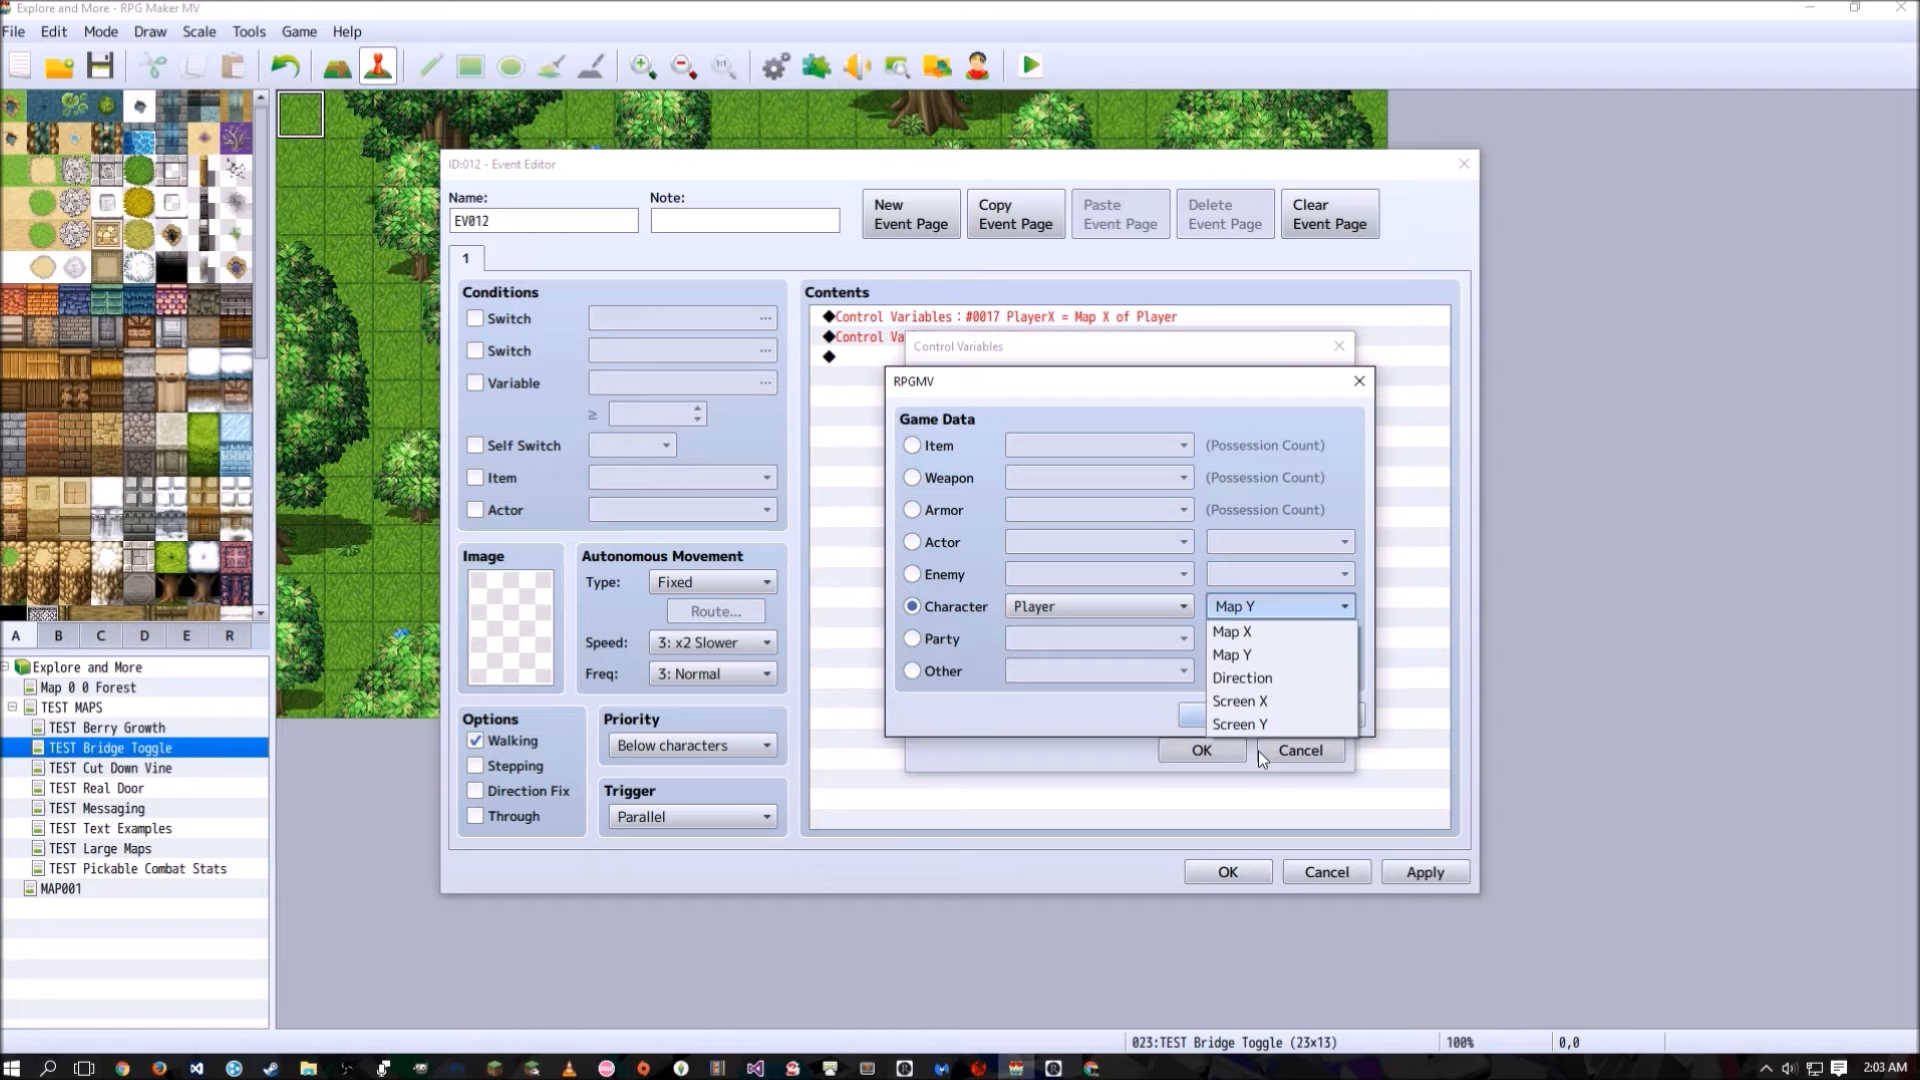 Explore and More - RPG Maker MV
File Edit Mode Draw Scale Tools Game Help
1:1
ID:012 - Event Editor
Name:
Note:
EV012
New
Event Page
Copy
Event Page
Paste
Event Page
Delete
Event Page
Clear
Event Page
1
Conditions
Switch
...
Switch
...
Variable
...
≥
Self Switch
Item
Actor
Image
Autonomous Movement
Type:
Fixed
Route...
Speed:
3: x2 Slower
Freq:
3: Normal
Options
Walking
Stepping
Direction Fix
Through
Priority
Below characters
Trigger
Parallel
Contents
◆Control Variables：#0017 PlayerX = Map X of Player
◆Control Va
◆
Control Variables
RPGMV
Game Data
Item
(Possession Count)
Weapon
(Possession Count)
Armor
(Possession Count)
Actor
Enemy
Character
Player
Map Y
Party
Other
Map X
Map Y
Direction
Screen X
Screen Y
OK
Cancel
OK
Cancel
Apply
A B C D E R
Explore and More
Map 0 0 Forest
TEST MAPS
TEST Berry Growth
TEST Bridge Toggle
TEST Cut Down Vine
TEST Real Door
TEST Messaging
TEST Text Examples
TEST Large Maps
TEST Pickable Combat Stats
MAP001
023:TEST Bridge Toggle (23x13)
100%
0,0
2:03 AM